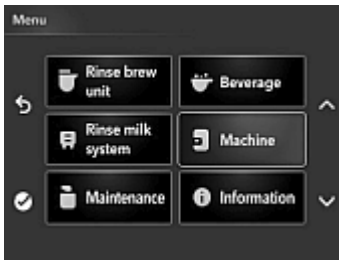 Menu
Rinse brew
unit
Beverage
Rinse milk
system
Machine
Maintenance
Information